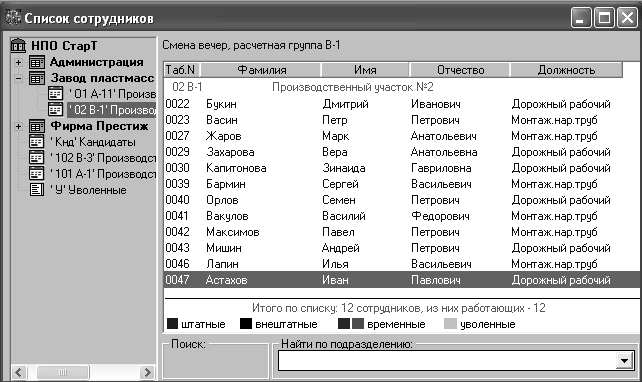 Список сотрудников
НПО СтарТ
Администрация
Завод пластмасс
'01 А-11' Произв
'02 В-1' Производ
Фирма Престиж
'Кнд' Кандидаты
'102 В-3' Производст
'101 А-1' Производст
'У' Уволенные
Смена вечер, расчетная группа В-1
Таб.N Фамилия Имя Отчество Должность
02 В-1 Производственный участок №2
0022 Букин Дмитрий Иванович Дорожный рабочий
0023 Васин Петр Петрович Монтаж.нар.труб
0027 Жаров Марк Анатольевич Монтаж.нар.труб
0029 Захарова Вера Анатольевна Дорожный рабочий
0030 Капитонова Зинаида Гавриловна Дорожный рабочий
0039 Бармин Сергей Васильевич Монтаж.нар.труб
0040 Орлов Семен Петрович Монтаж.нар.труб
0041 Вакулов Василий Федорович Монтаж.нар.труб
0042 Максимов Павел Петрович Монтаж.нар.труб
0043 Мишин Андрей Петрович Дорожный рабочий
0046 Лапин Илья Васильевич Монтаж.нар.труб
0047 Астахов Иван Павлович Дорожный рабочий
Итого по списку: 12 сотрудников, из них работающих - 12
штатные внештатные временные уволенные
Поиск: Найти по подразделению: